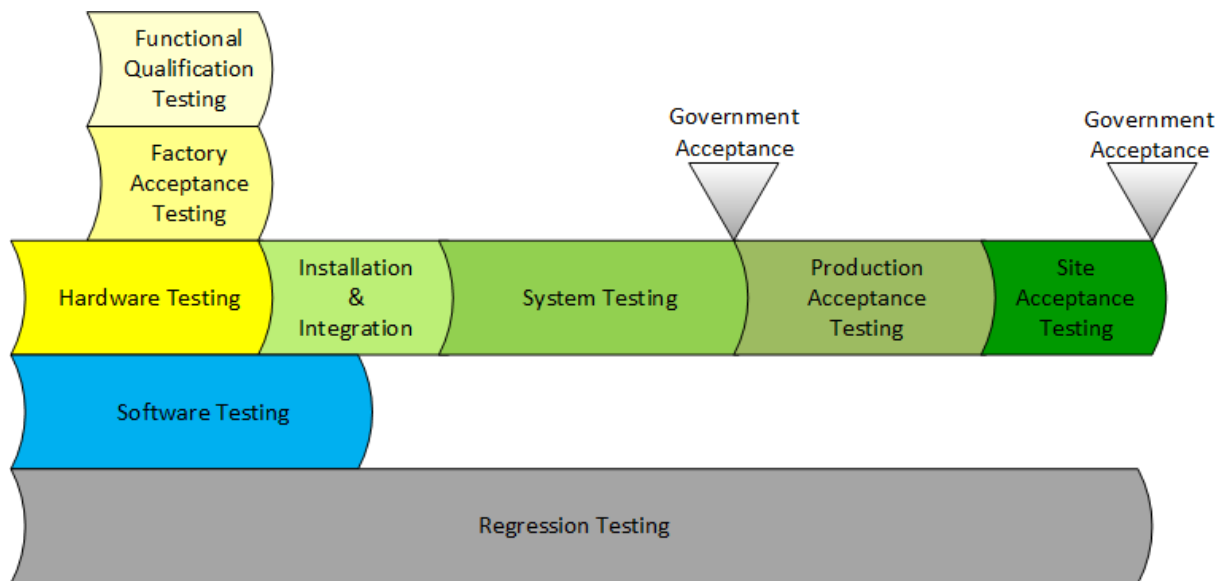 Functional
Qualification
Testing
Factory
Acceptance
Testing
Government
Acceptance
Government
Acceptance
Hardware Testing
Installation
&
Integration
System Testing
Production
Acceptance
Testing
Site
Acceptance
Testing
Software Testing
Regression Testing